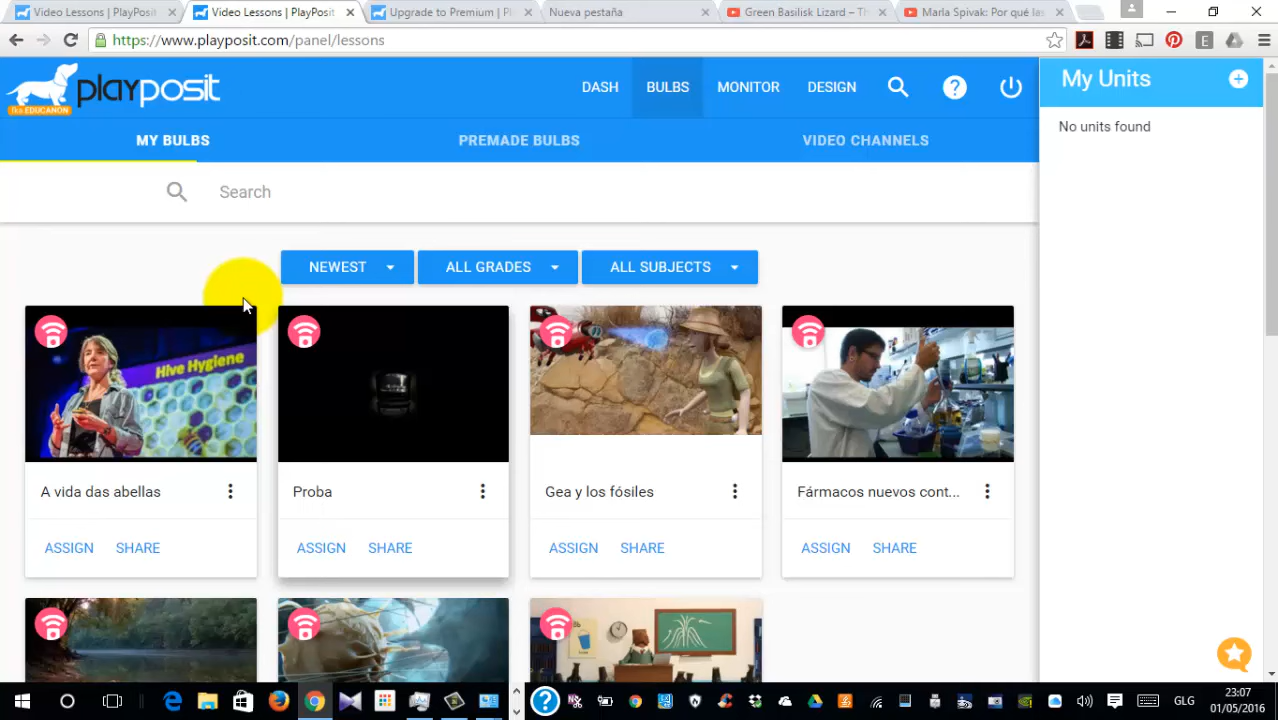 Video Lessons | PlayPosit
Video Lessons | PlayPosit
Upgrade to Premium | P
Nueva pestaña
Green Basilisk Lizard – Th
Marla Spivak: Por qué las
https://www.playposit.com/panel/lessons
playposit
fka EDUCANON
DASH
BULBS
MONITOR
DESIGN
My Units
MY BULBS
PREMADE BULBS
VIDEO CHANNELS
No units found
Search
NEWEST
ALL GRADES
ALL SUBJECTS
Hive Hygiene
A vida das abellas
Proba
Gea y los fósiles
Fármacos nuevos cont...
ASSIGN SHARE
ASSIGN SHARE
ASSIGN SHARE
ASSIGN SHARE
GLG
23:07
01/05/2016